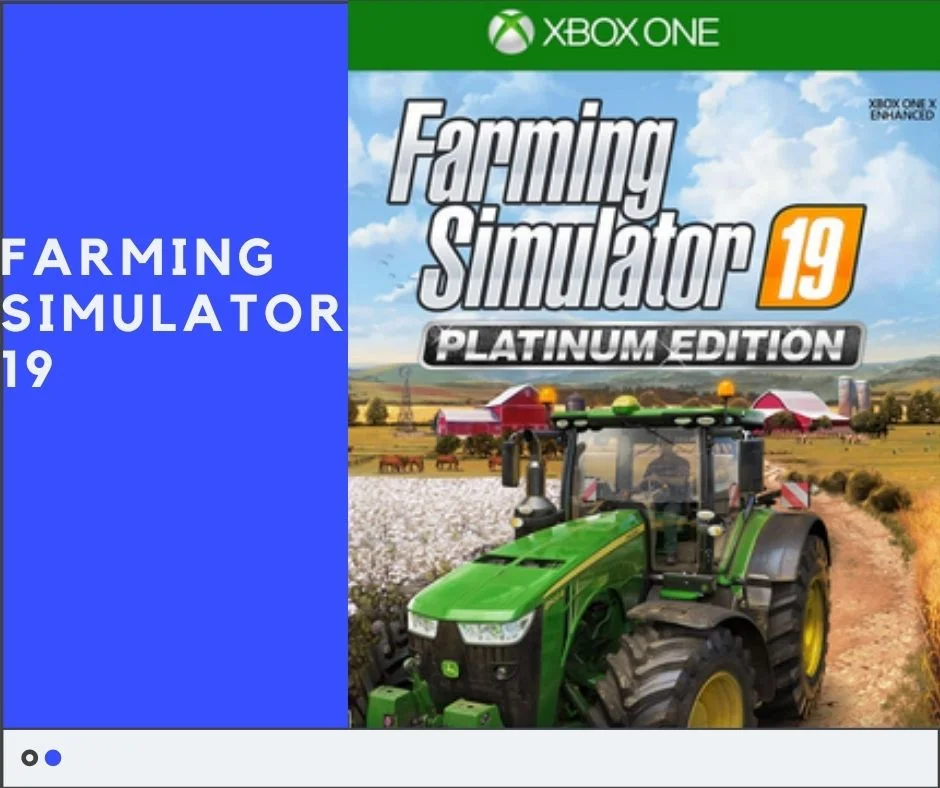 FARMING
SIMULATOR
19
XBOX ONE
XBOX ONE X
ENHANCED
Farming
Simulator 19
PLATINUM EDITION